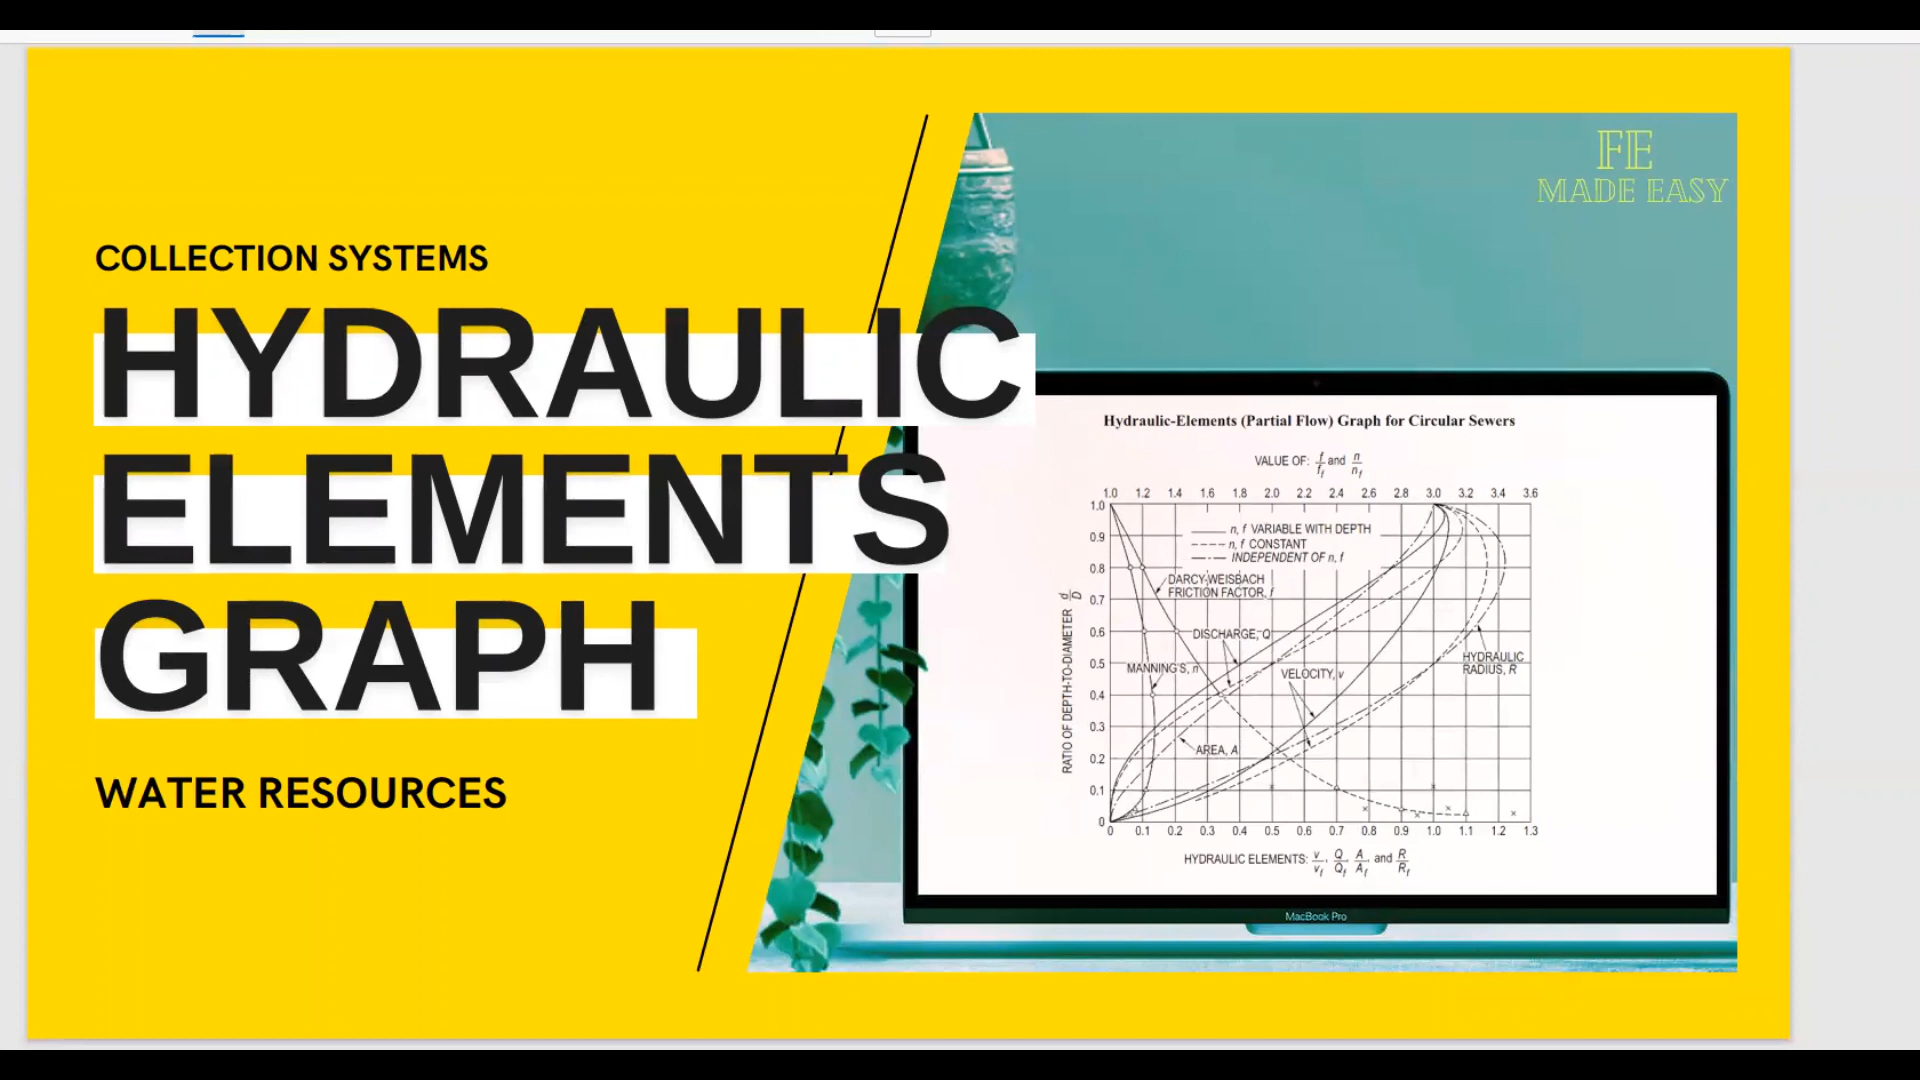 COLLECTION SYSTEMS
HYDRAULIC
ELEMENTS
GRAPH
WATER RESOURCES
FE
MADE EASY
Hydraulic-Elements (Partial Flow) Graph for Circular Sewers
VALUE OF: f/f_f and n/n_f
1.0 1.2 1.4 1.6 1.8 2.0 2.2 2.4 2.6 2.8 3.0 3.2 3.4 3.6
1.0
n, f VARIABLE WITH DEPTH
0.9
n, f CONSTANT
INDEPENDENT OF n, f
0.8
DARCY-WEISBACH
FRICTION FACTOR, f
0.7
0.6
DISCHARGE, Q
0.5
MANNING'S, n
VELOCITY, v
HYDRAULIC
RADIUS, R
0.4
0.3
AREA, A
0.2
0.1
0
RATIO OF DEPTH-TO-DIAMETER d/D
0 0.1 0.2 0.3 0.4 0.5 0.6 0.7 0.8 0.9 1.0 1.1 1.2 1.3
HYDRAULIC ELEMENTS: v/v_f, Q/Q_f, A/A_f, and R/R_f
MacBook Pro